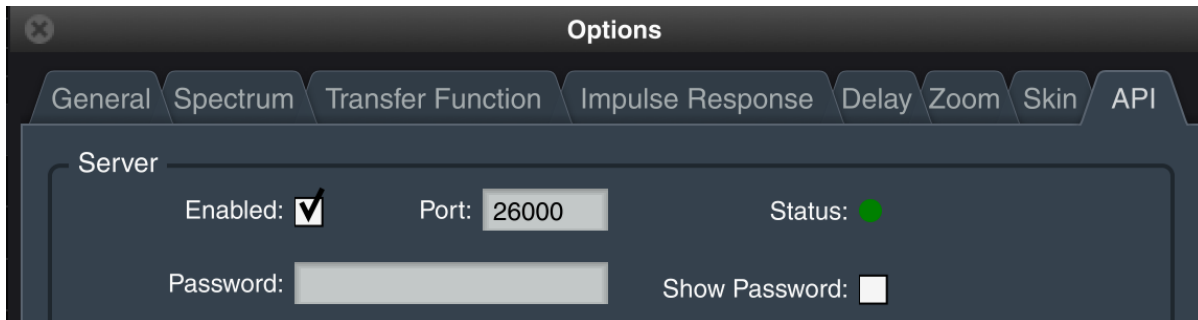 Options
General Spectrum Transfer Function Impulse Response Delay Zoom Skin API
Server
Enabled: Port: 26000 Status:
Password: Show Password: